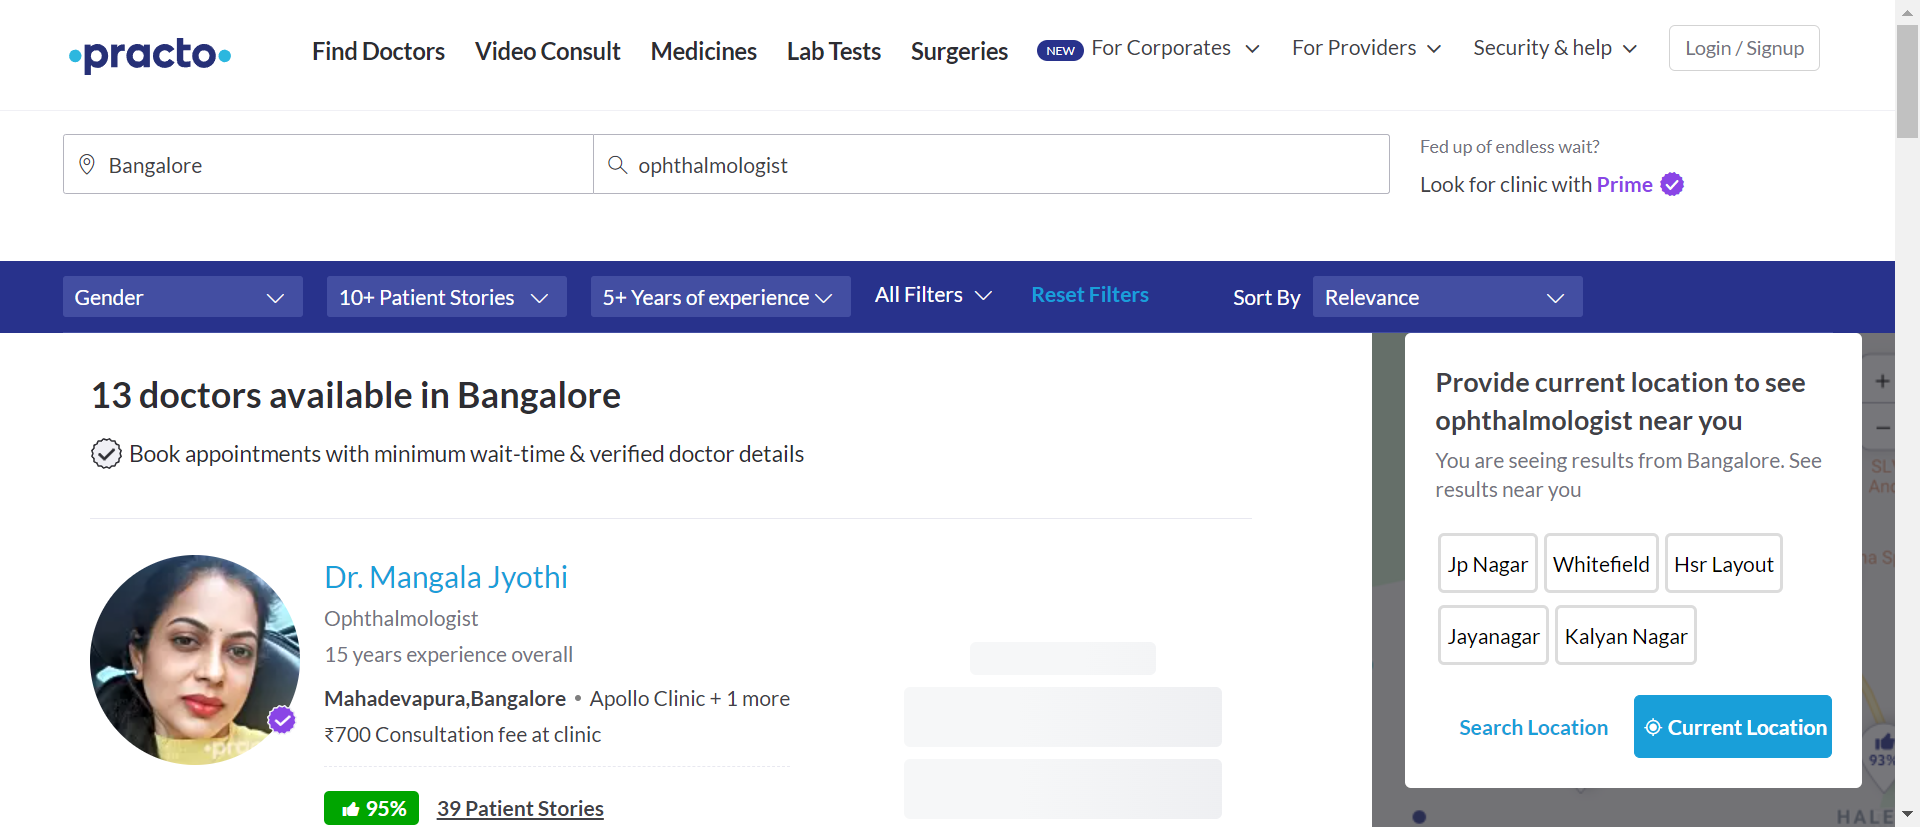 practo
Find Doctors
Video Consult
Medicines
Lab Tests
Surgeries
NEW
For Corporates
For Providers
Security & help
Login / Signup
Bangalore
ophthalmologist
Fed up of endless wait?
Look for clinic with Prime
Gender
10+ Patient Stories
5+ Years of experience
All Filters
Reset Filters
Sort By
Relevance
13 doctors available in Bangalore
Book appointments with minimum wait-time & verified doctor details
Dr. Mangala Jyothi
Ophthalmologist
15 years experience overall
Mahadevapura,Bangalore • Apollo Clinic + 1 more
₹700 Consultation fee at clinic
95%
39 Patient Stories
Provide current location to see
ophthalmologist near you
You are seeing results from Bangalore. See
results near you
Jp Nagar
Whitefield
Hsr Layout
Jayanagar
Kalyan Nagar
Search Location
Current Location
93%